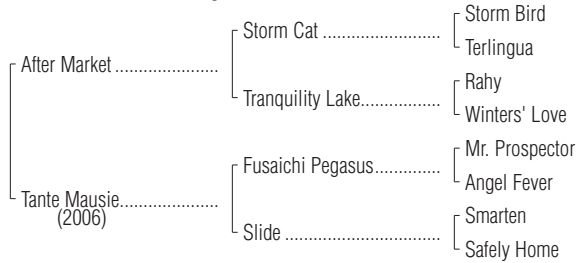 Storm Bird
Storm Cat ......................
Terlingua
After Market ...................
Rahy
Tranquility Lake...............
Winters' Love
Mr. Prospector
Fusaichi Pegasus.............
Angel Fever
Tante Mausie..................
(2006)
Smarten
Slide .............................
Safely Home